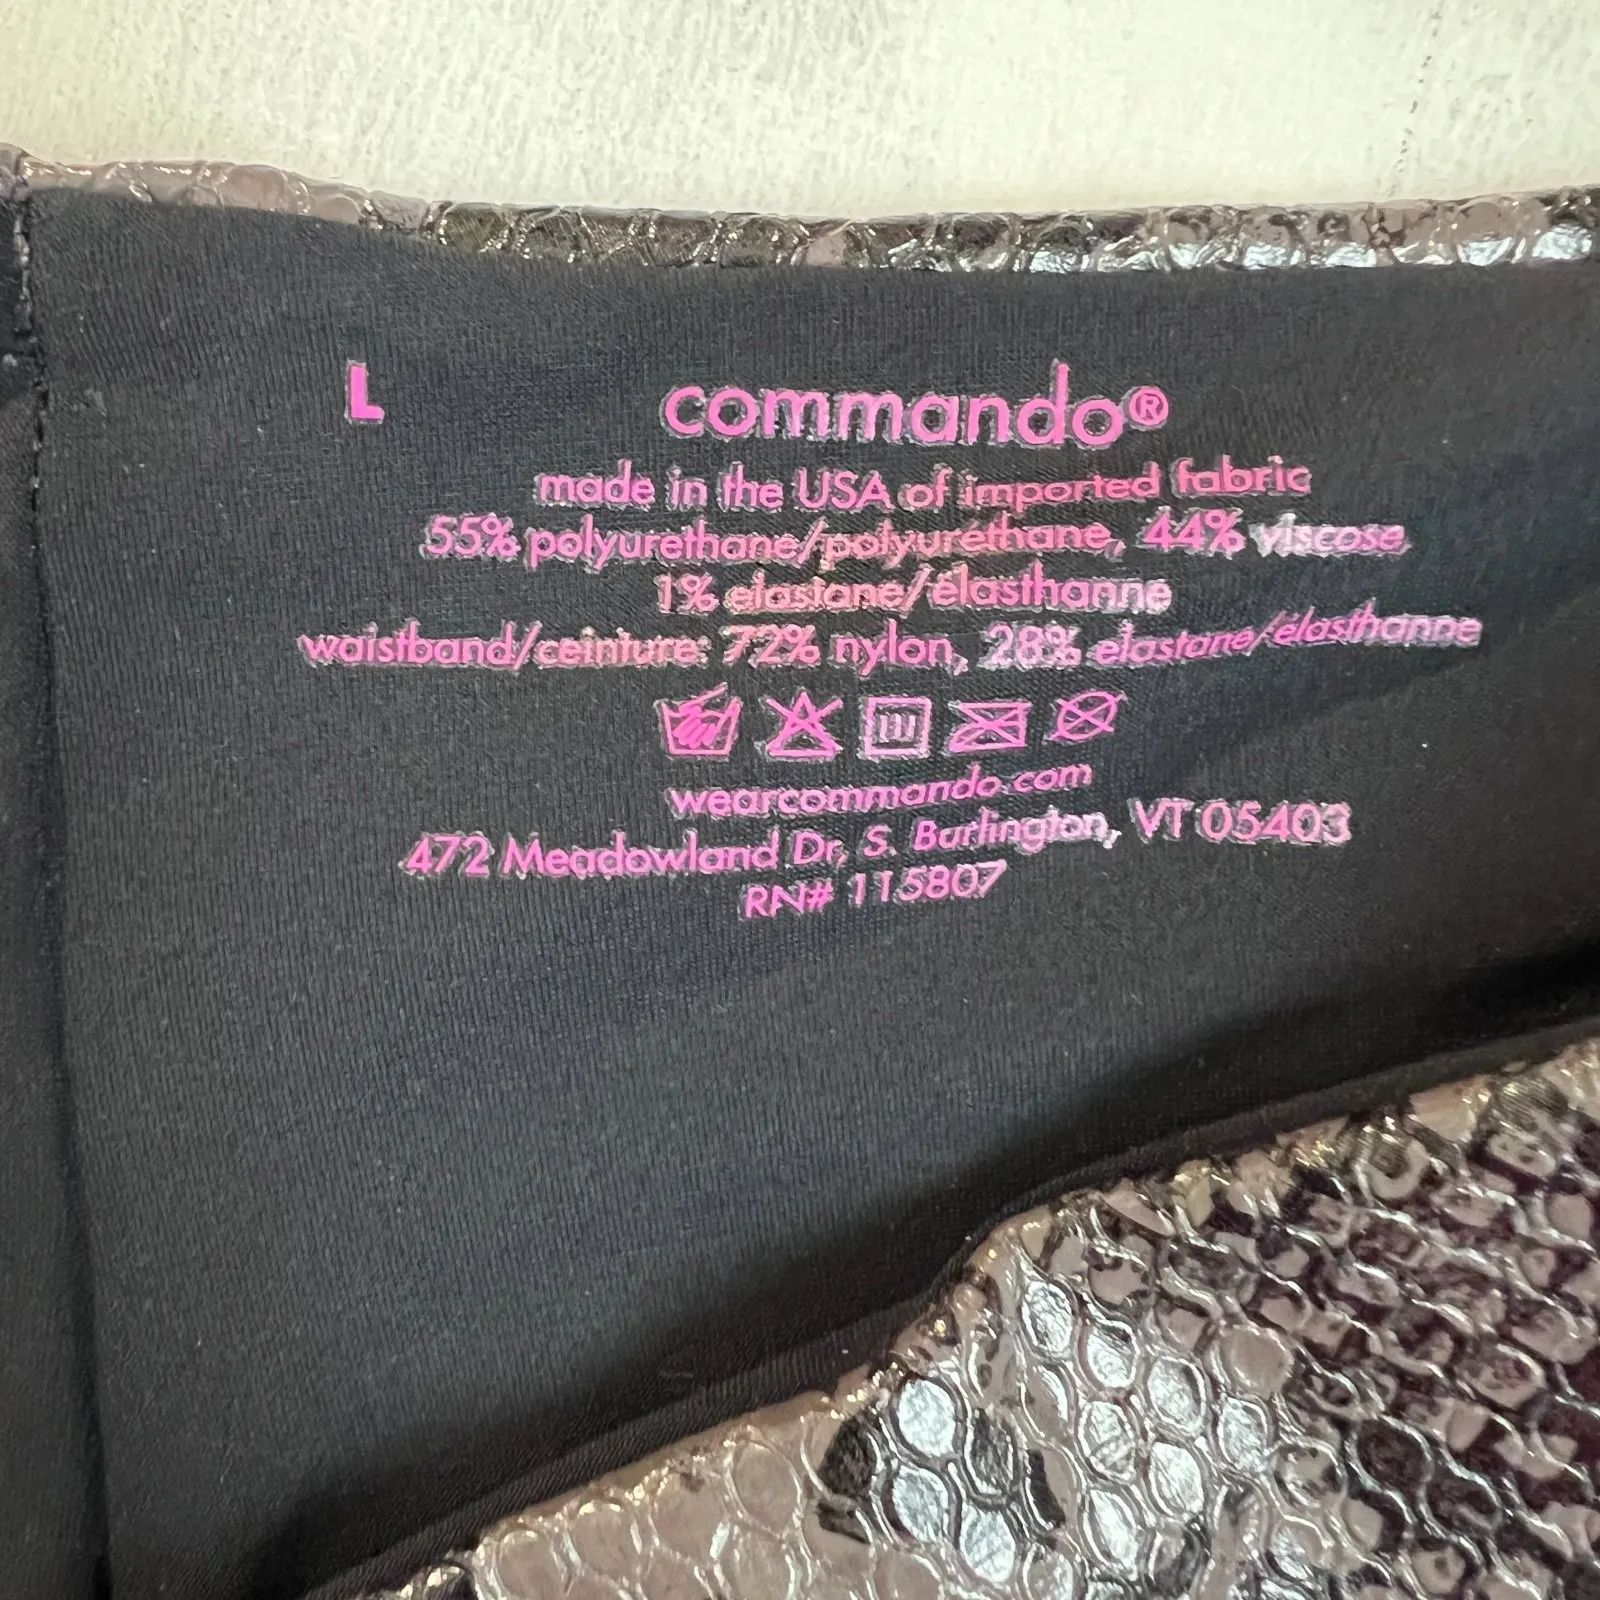 L commando®
made in the USA of imported fabric
55% polyurethane/polyuréthane, 44% viscose,
1% elastane/élasthanne
waistband/ceinture: 72% nylon, 28% elastane/élasthanne
wearcommando.com
472 Meadowland Dr, S. Burlington, VT 05403
RN# 115807